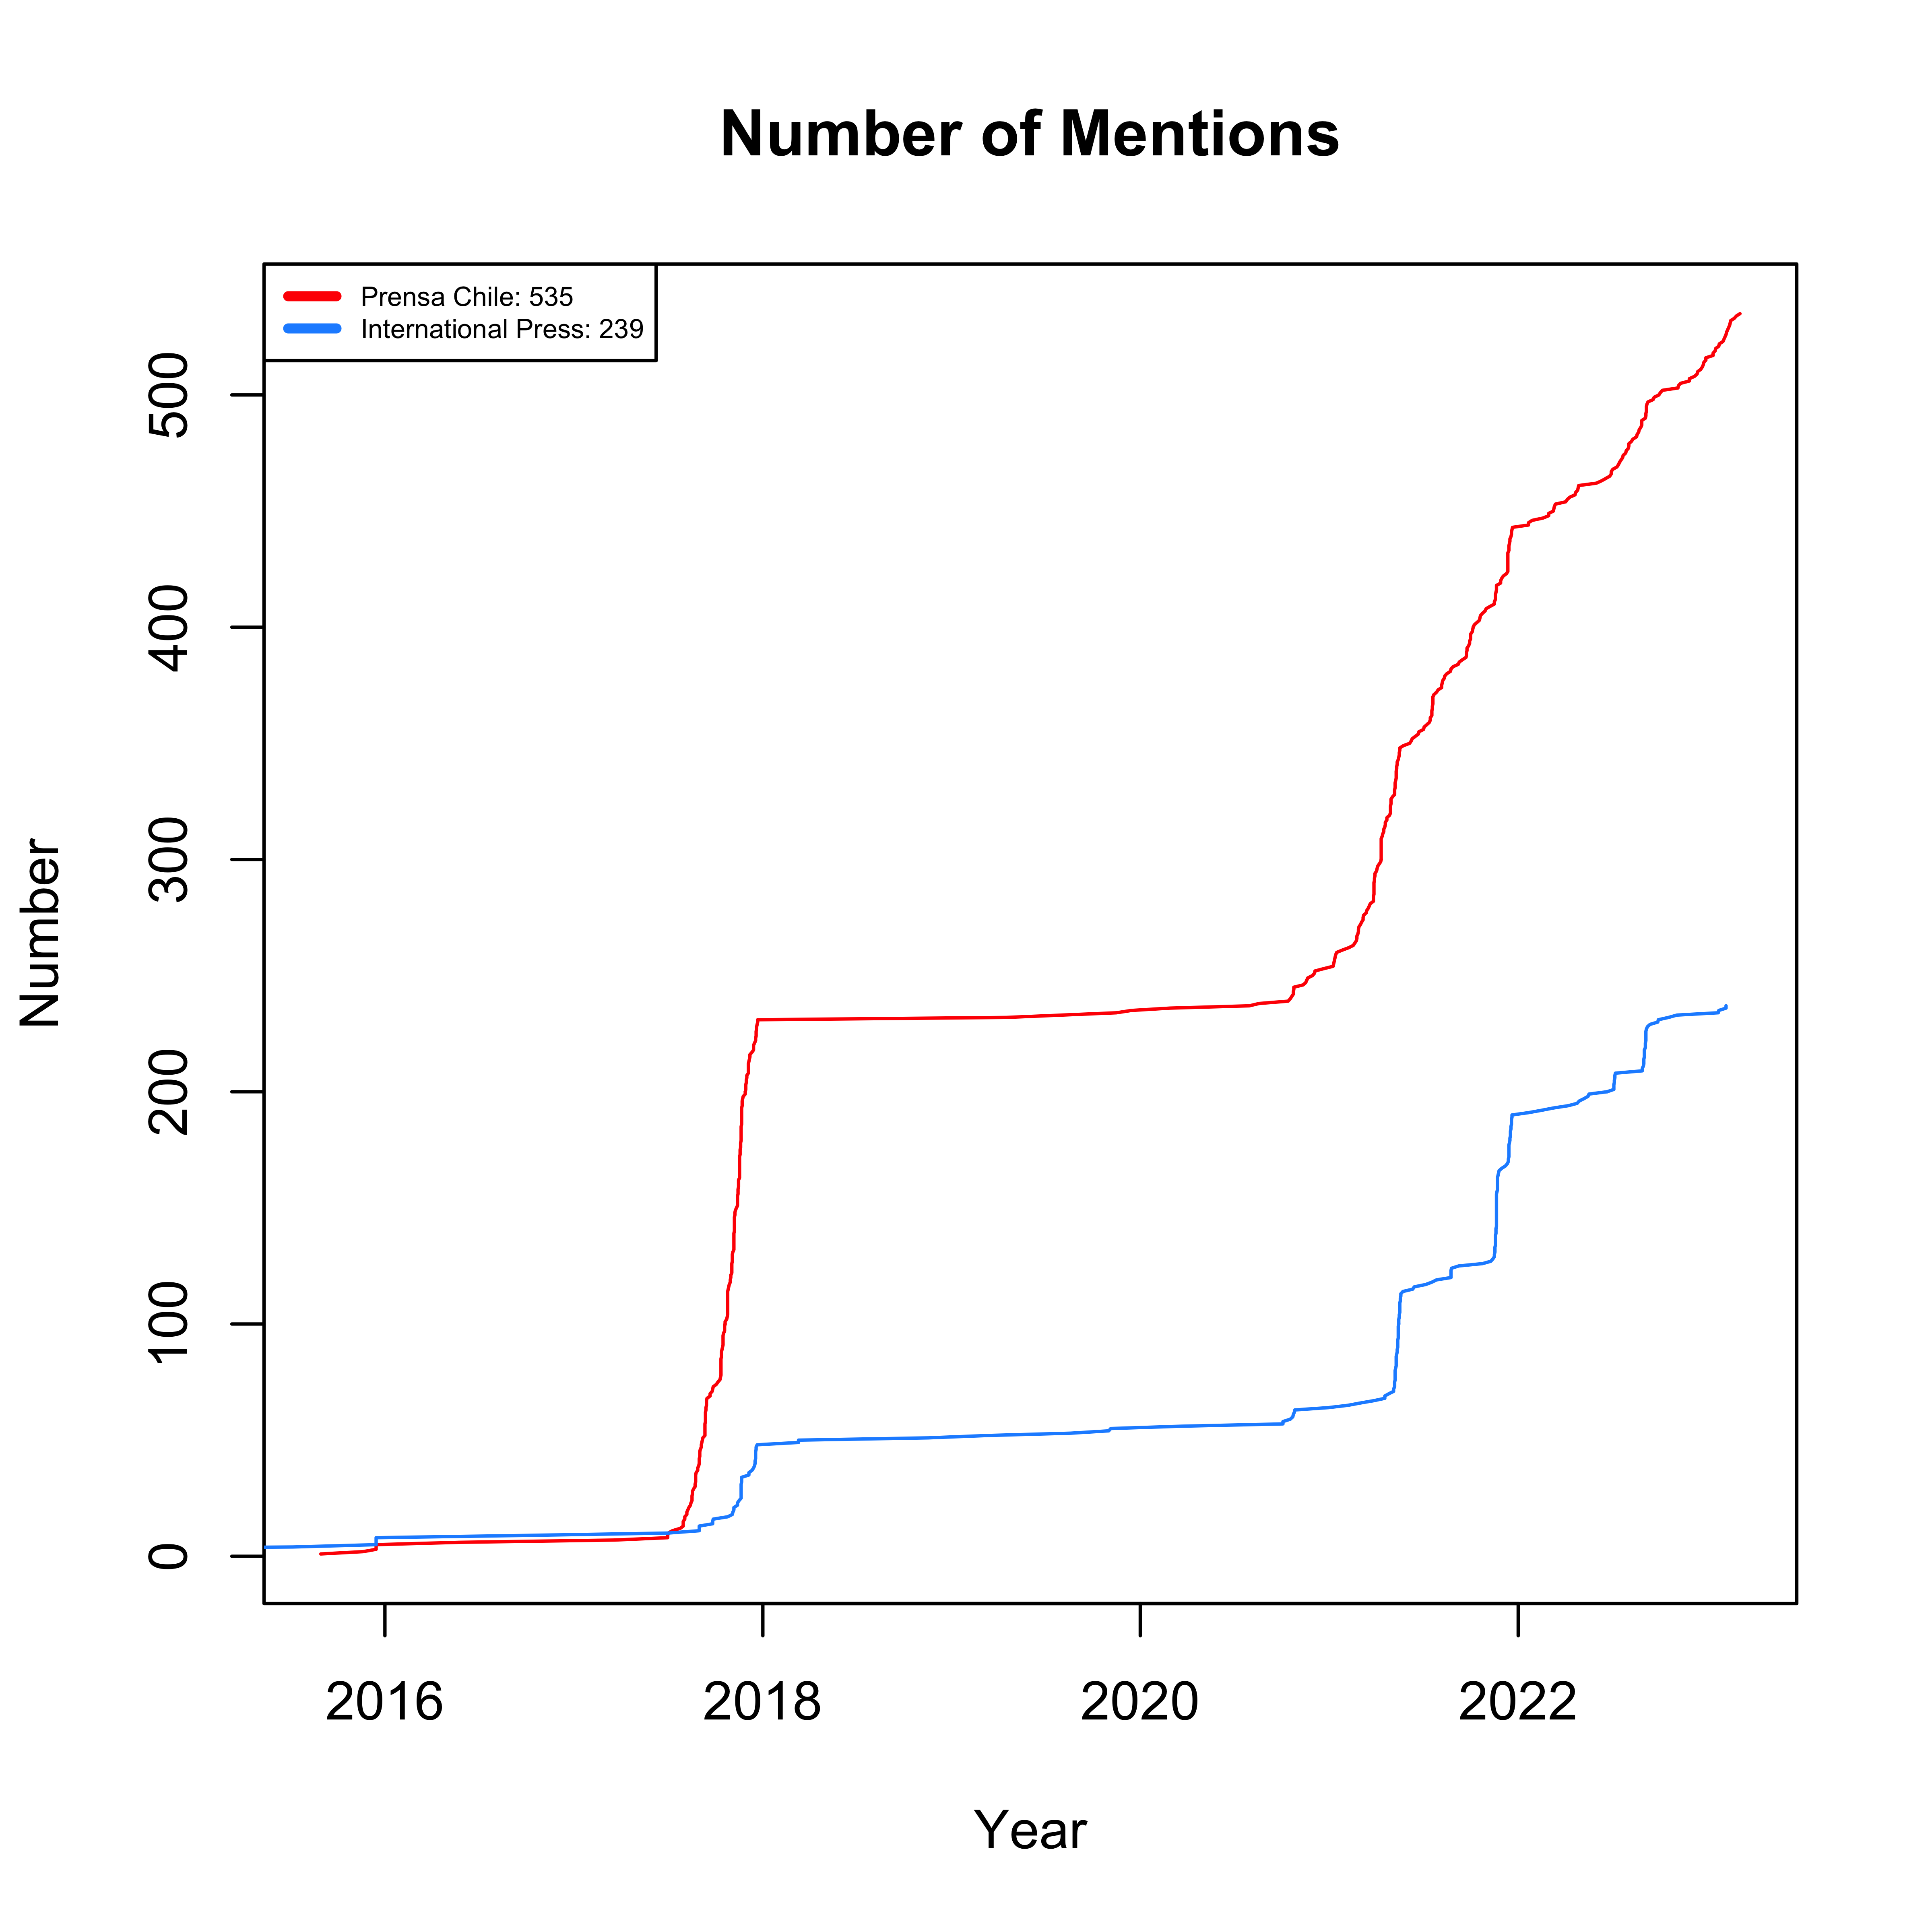 Number of Mentions
Prensa Chile: 535
International Press: 239
500
400
300
200
100
0
Number
2016 2018 2020 2022
Year